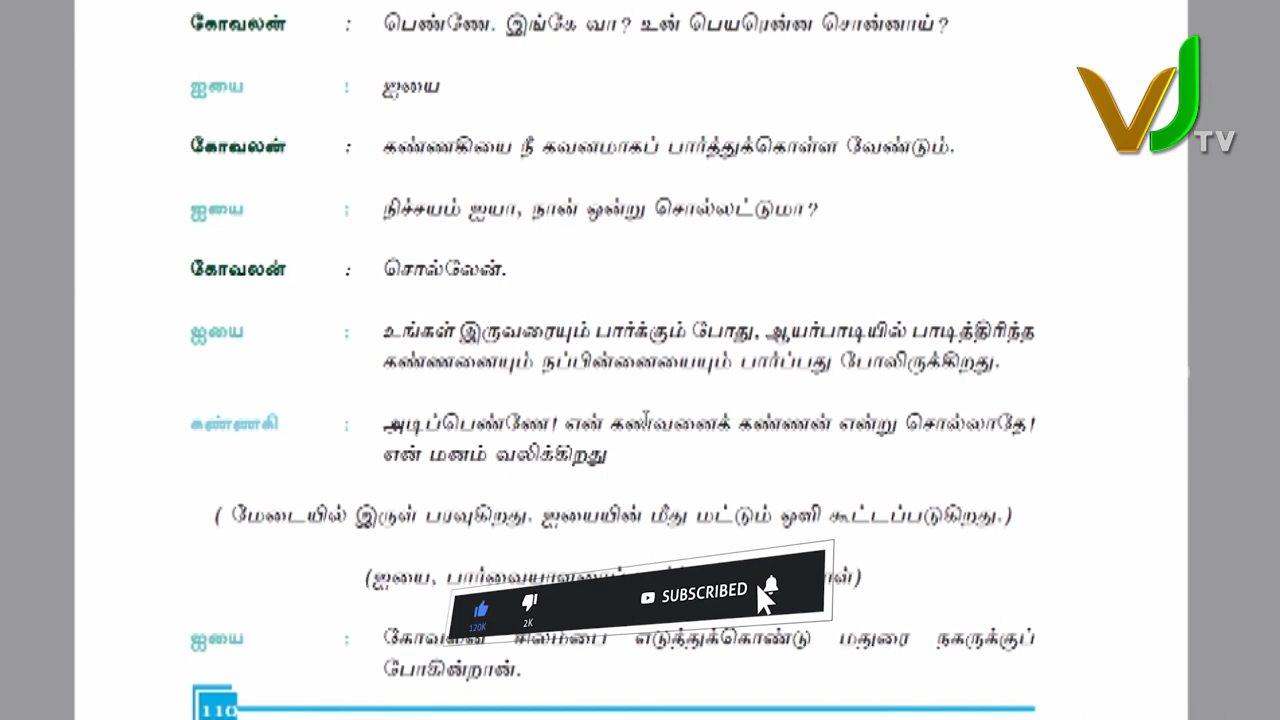 கோவலன் : பெண்ணே. இங்கே வா? உன் பெயரென்ன சொன்னாய்?
ஐயை : ஐயை
கோவலன் : கண்ணகியை நீ கவனமாகப் பார்த்துக்கொள்ள வேண்டும்.
ஐயை : நிச்சயம் ஐயா, நான் ஒன்று சொல்லட்டுமா?
கோவலன் : சொல்லேன்.
ஐயை : உங்கள் இருவரையும் பார்க்கும் போது, ஆயர்பாடியில் பாடித்திரிந்த
கண்ணனையும் நப்பின்னையையும் பார்ப்பது போலிருக்கிறது.
கண்ணகி : அடிப்பெண்ணே! என் கணவனைக் கண்ணன் என்று சொல்லாதே!
என் மனம் வலிக்கிறது
( மேடையில் இருள் பரவுகிறது. ஐயையின் மீது மட்டும் ஒளி கூட்டப்படுகிறது.)
(ஐயை,
120K 2K SUBSCRIBED
ஐயை : கோவலன் சிலம்பை எடுத்துக்கொண்டு மதுரை நகருக்குப்
போகின்றான்.
110
VJ TV